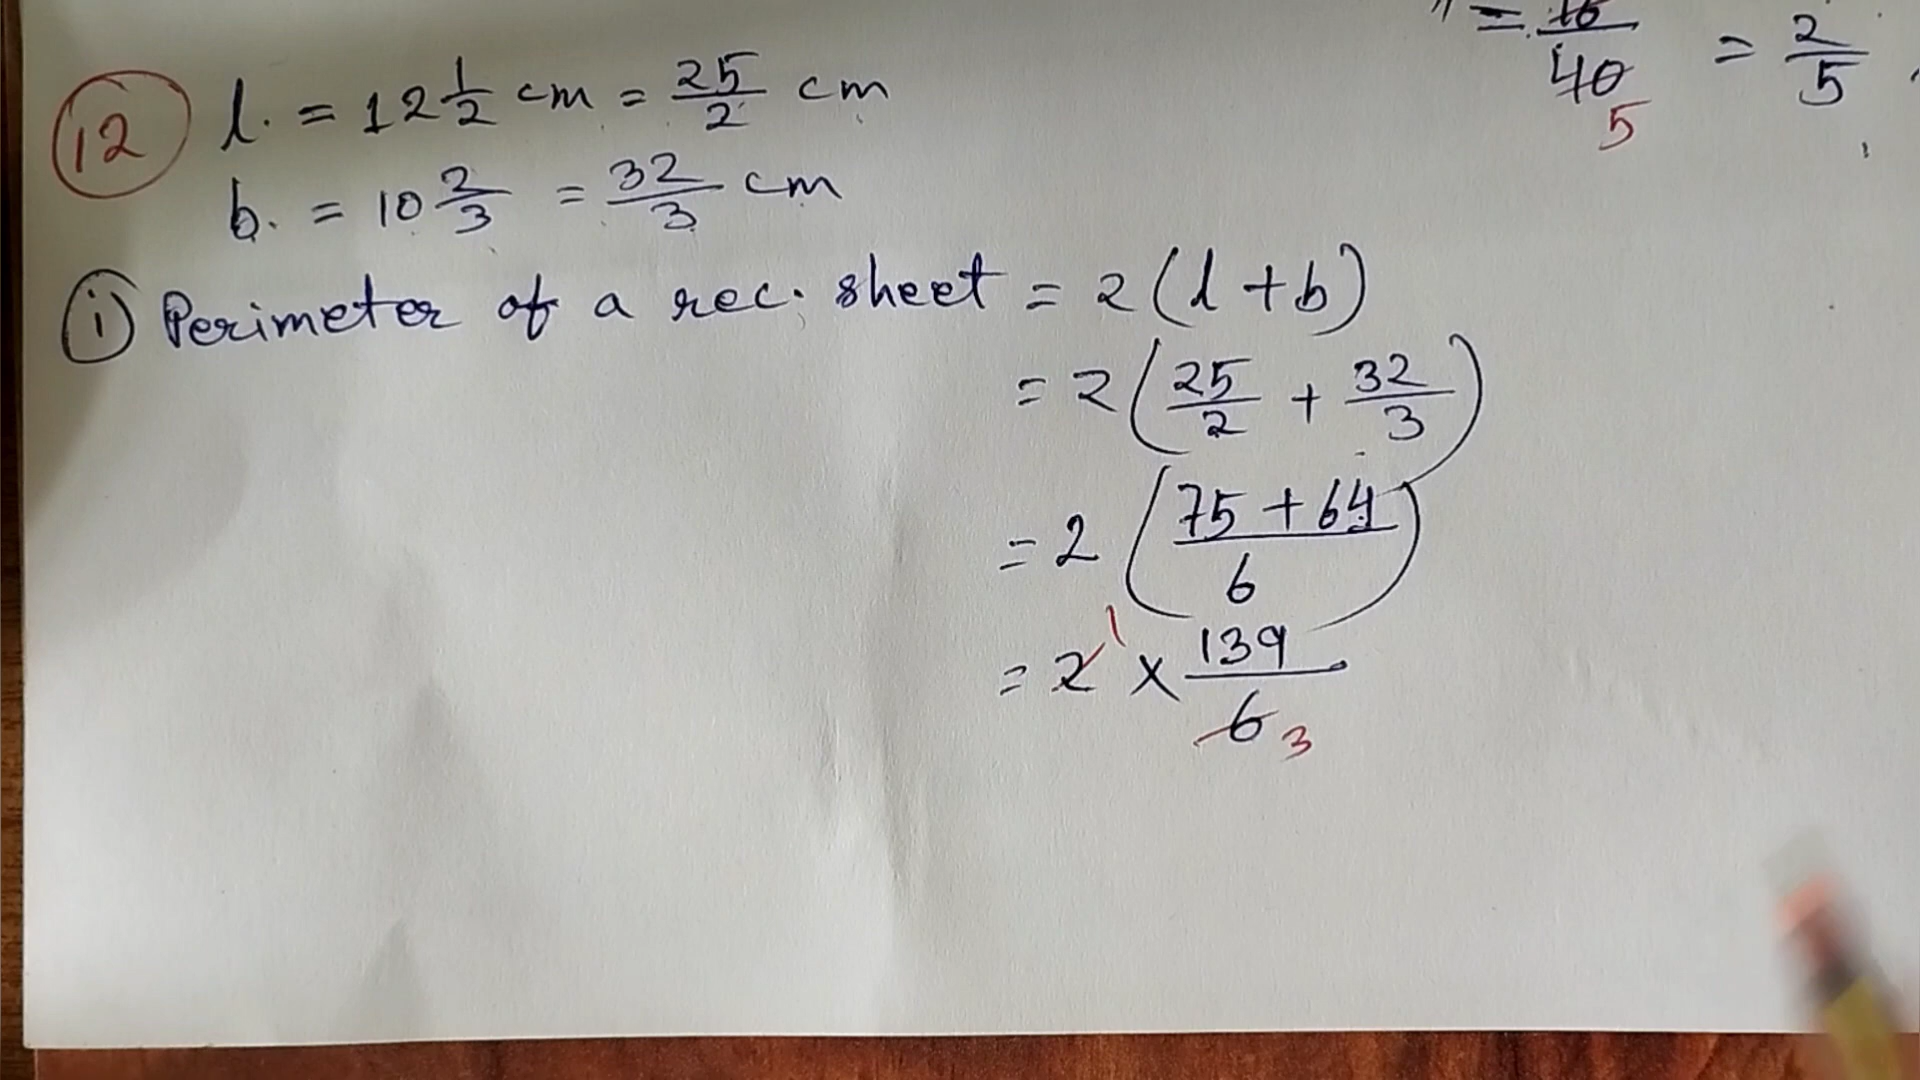 = 16/40 = 2/5
5
12 l. = 12 1/2 cm = 25/2 cm
b. = 10 2/3 = 32/3 cm
i) Perimeter of a rec. sheet = 2(l+b)
= 2(25/2 + 32/3)
= 2(75+64/6)
1
= 2 × 139/6
3